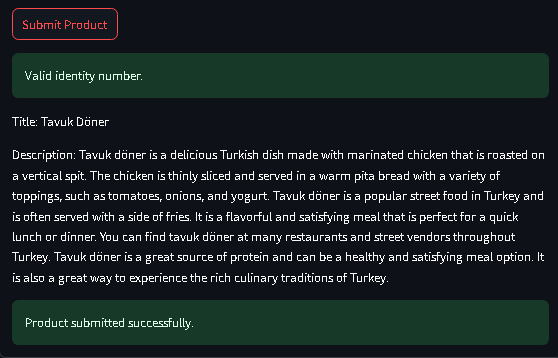 Submit Product
Valid identity number.
Title: Tavuk Döner
Description: Tavuk döner is a delicious Turkish dish made with marinated chicken that is roasted on
a vertical spit. The chicken is thinly sliced and served in a warm pita bread with a variety of
toppings, such as tomatoes, onions, and yogurt. Tavuk döner is a popular street food in Turkey and
is often served with a side of fries. It is a flavorful and satisfying meal that is perfect for a quick
lunch or dinner. You can find tavuk döner at many restaurants and street vendors throughout
Turkey. Tavuk döner is a great source of protein and can be a healthy and satisfying meal option. It
is also a great way to experience the rich culinary traditions of Turkey.
Product submitted successfully.